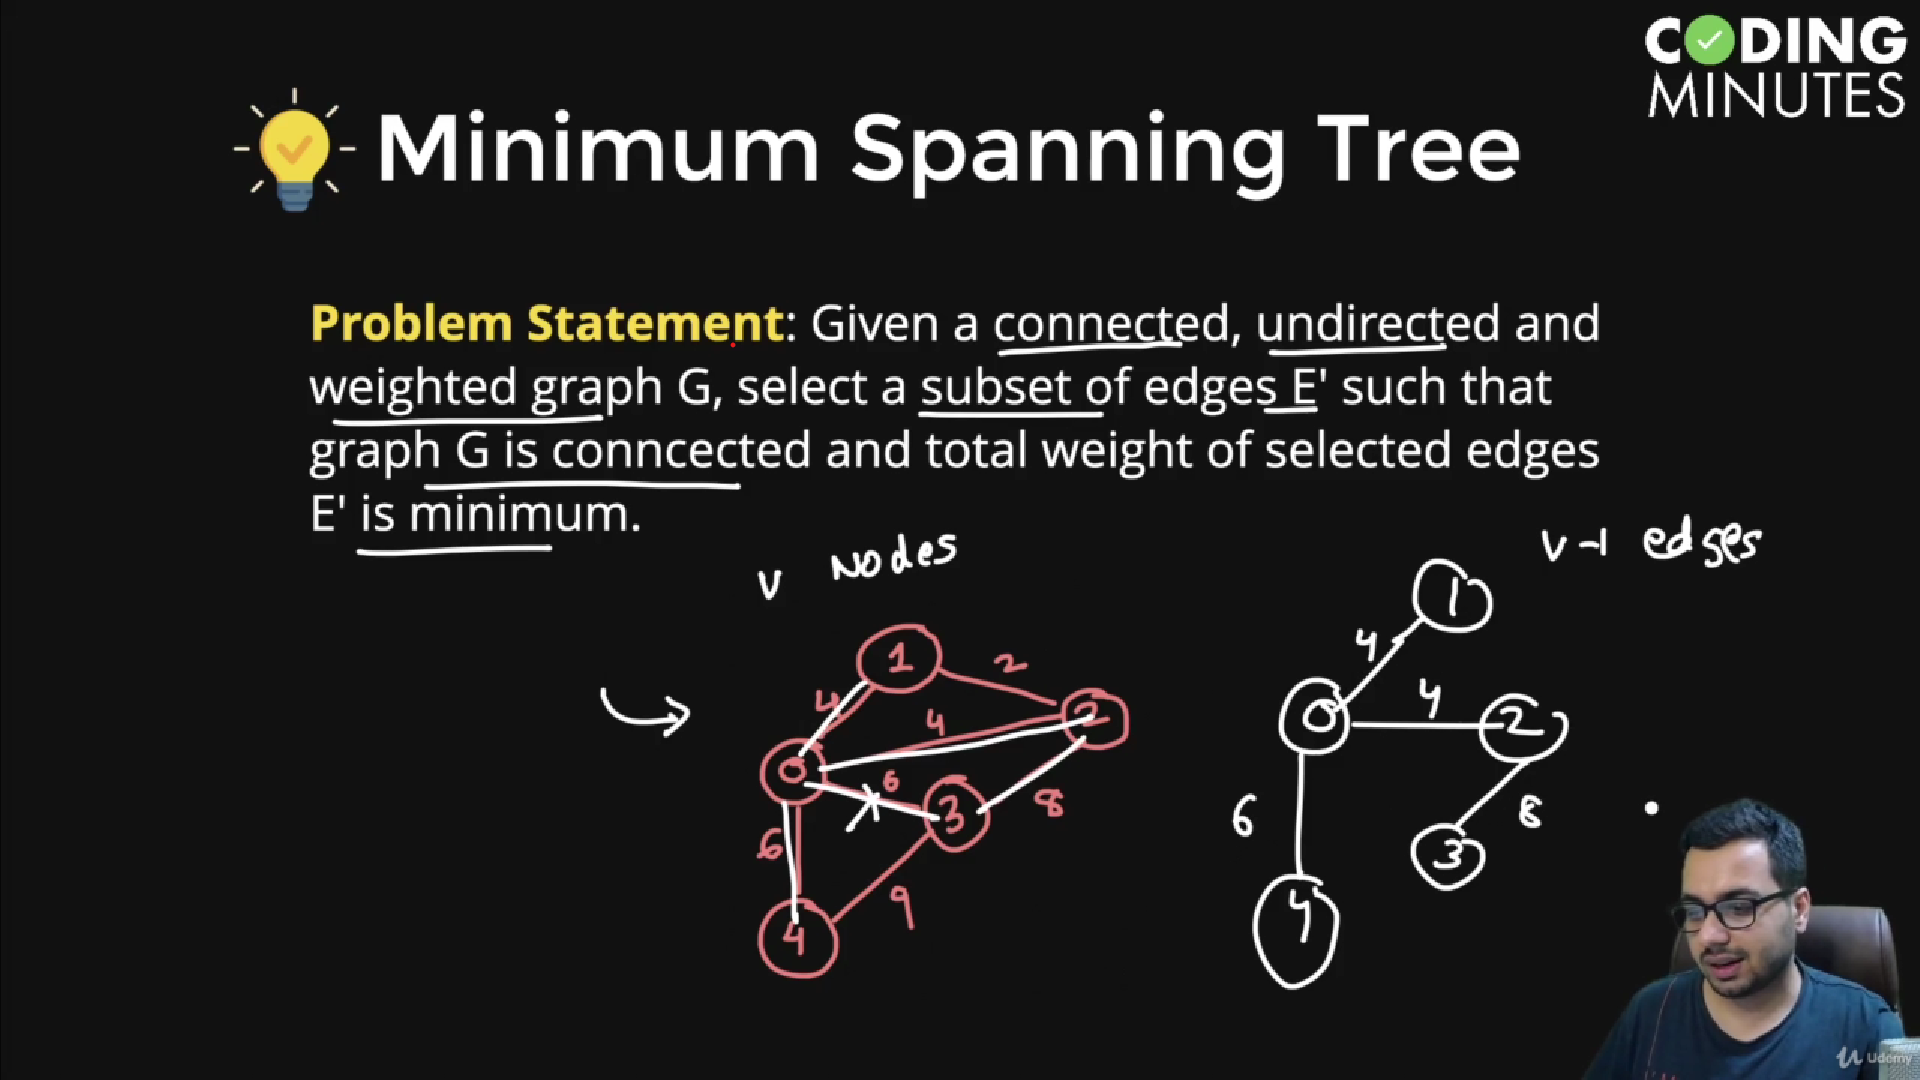 CODING
MINUTES
Minimum Spanning Tree
Problem Statement: Given a connected, undirected and
weighted graph G, select a subset of edges E' such that
graph G is conncected and total weight of selected edges
E' is minimum.
V Nodes
V-1 edges
1
2
4
4
2
0
6
3
8
6
9
4
1
4
0
4
2
6
8
3
4
Udemy